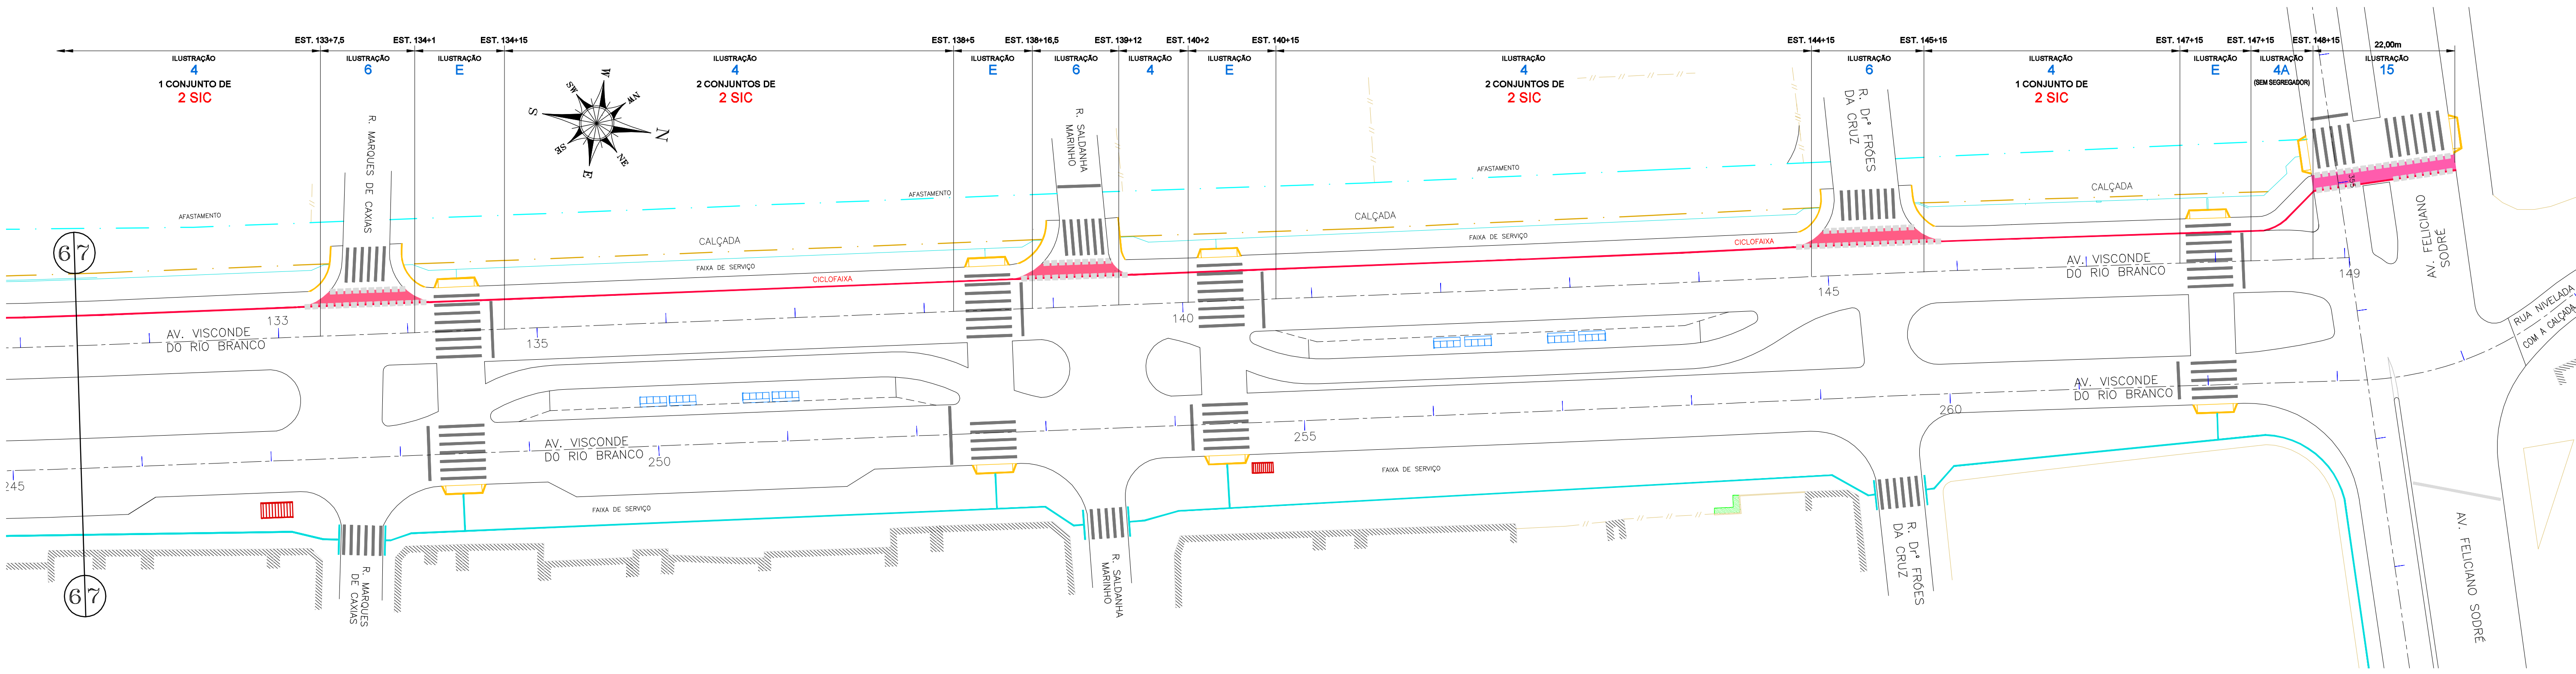 EST. 133+7,5
EST. 134+1
EST. 134+15
EST. 138+5
EST. 138+16,5
EST. 139+12
EST. 140+2
EST. 140+15
EST. 144+15
EST. 145+15
EST. 147+15
EST. 147+15
EST. 148+15
22,00m
ILUSTRAÇÃO
4
1 CONJUNTO DE
2 SIC
ILUSTRAÇÃO
6
ILUSTRAÇÃO
E
ILUSTRAÇÃO
4
2 CONJUNTOS DE
2 SIC
ILUSTRAÇÃO
E
ILUSTRAÇÃO
6
ILUSTRAÇÃO
4
ILUSTRAÇÃO
E
ILUSTRAÇÃO
4
2 CONJUNTOS DE
2 SIC
ILUSTRAÇÃO
6
ILUSTRAÇÃO
4
1 CONJUNTO DE
2 SIC
ILUSTRAÇÃO
E
ILUSTRAÇÃO
4A
(SEM SEGREGADOR)
ILUSTRAÇÃO
15
W
NW
N
NE
E
SE
S
SW
R. MARQUES DE CAXIAS
R. SALDANHA
MARINHO
R. Drº FRÓES
DA CRUZ
AV. FELICIANO
SODRÉ
AFASTAMENTO
AFASTAMENTO
AFASTAMENTO
CALÇADA
CALÇADA
CALÇADA
FAIXA DE SERVIÇO
FAIXA DE SERVIÇO
CICLOFAIXA
CICLOFAIXA
6 7
133
AV. VISCONDE
DO RIO BRANCO
135
140
145
AV. VISCONDE
DO RIO BRANCO
149
RUA NIVELADA
COM A CALÇADA
245
AV. VISCONDE
DO RIO BRANCO
250
255
260
AV. VISCONDE
DO RIO BRANCO
FAIXA DE SERVIÇO
FAIXA DE SERVIÇO
6 7
R. MARQUES
DE CAXIAS
R. SALDANHA
MARINHO
R. Drº FRÓES
DA CRUZ
AV. FELICIANO SODRÉ